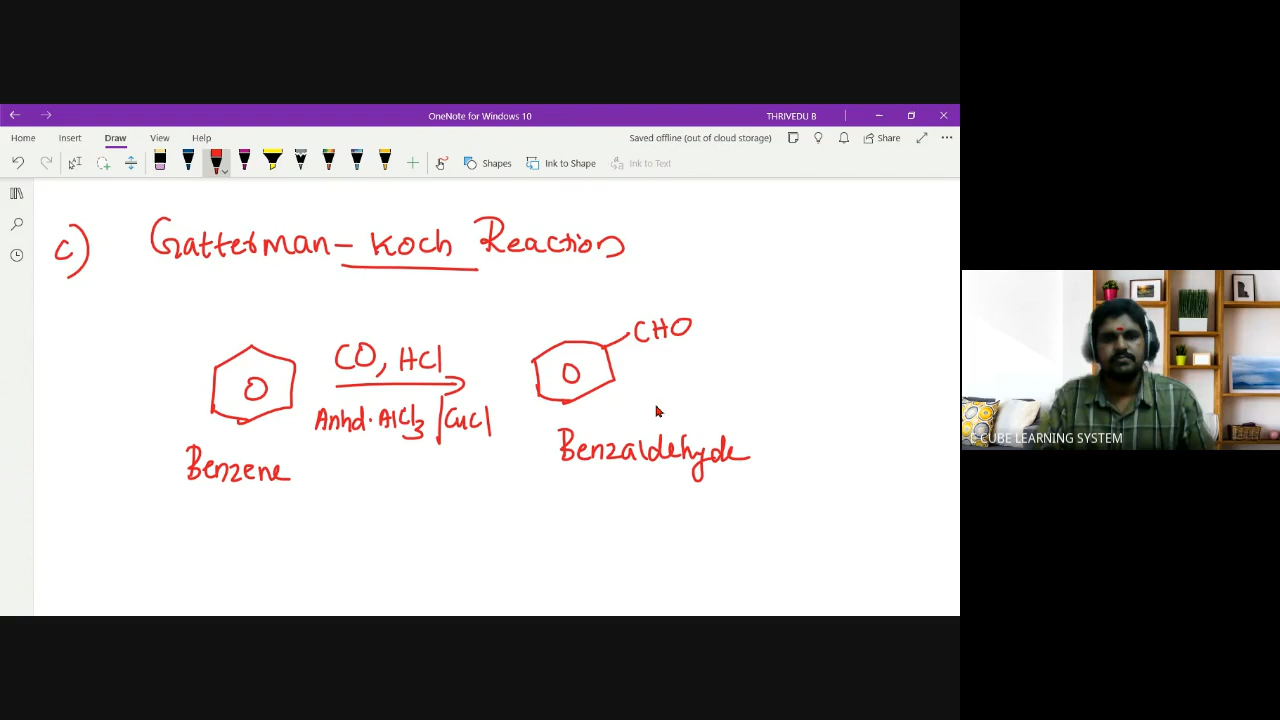 OneNote for Windows 10
THRIVEDU B
Home Insert Draw View Help
Saved offline (out of cloud storage)
Share
Shapes
Ink to Shape
Ink to Text
c) Gatterman - Koch Reaction
CO, HCl
Anhd. AlCl3 / CuCl
CHO
Benzene
Benzaldehyde
E CUBE LEARNING SYSTEM